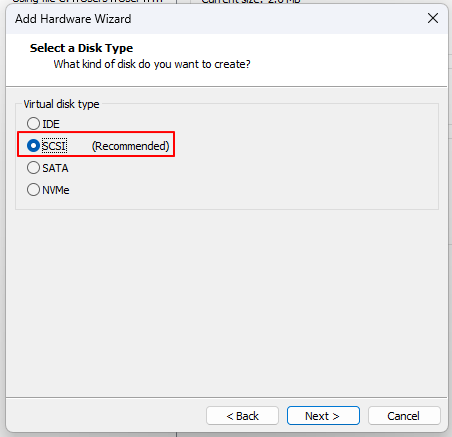 Add Hardware Wizard
Select a Disk Type
What kind of disk do you want to create?
Virtual disk type
IDE
SCSI (Recommended)
SATA
NVMe
< Back Next > Cancel